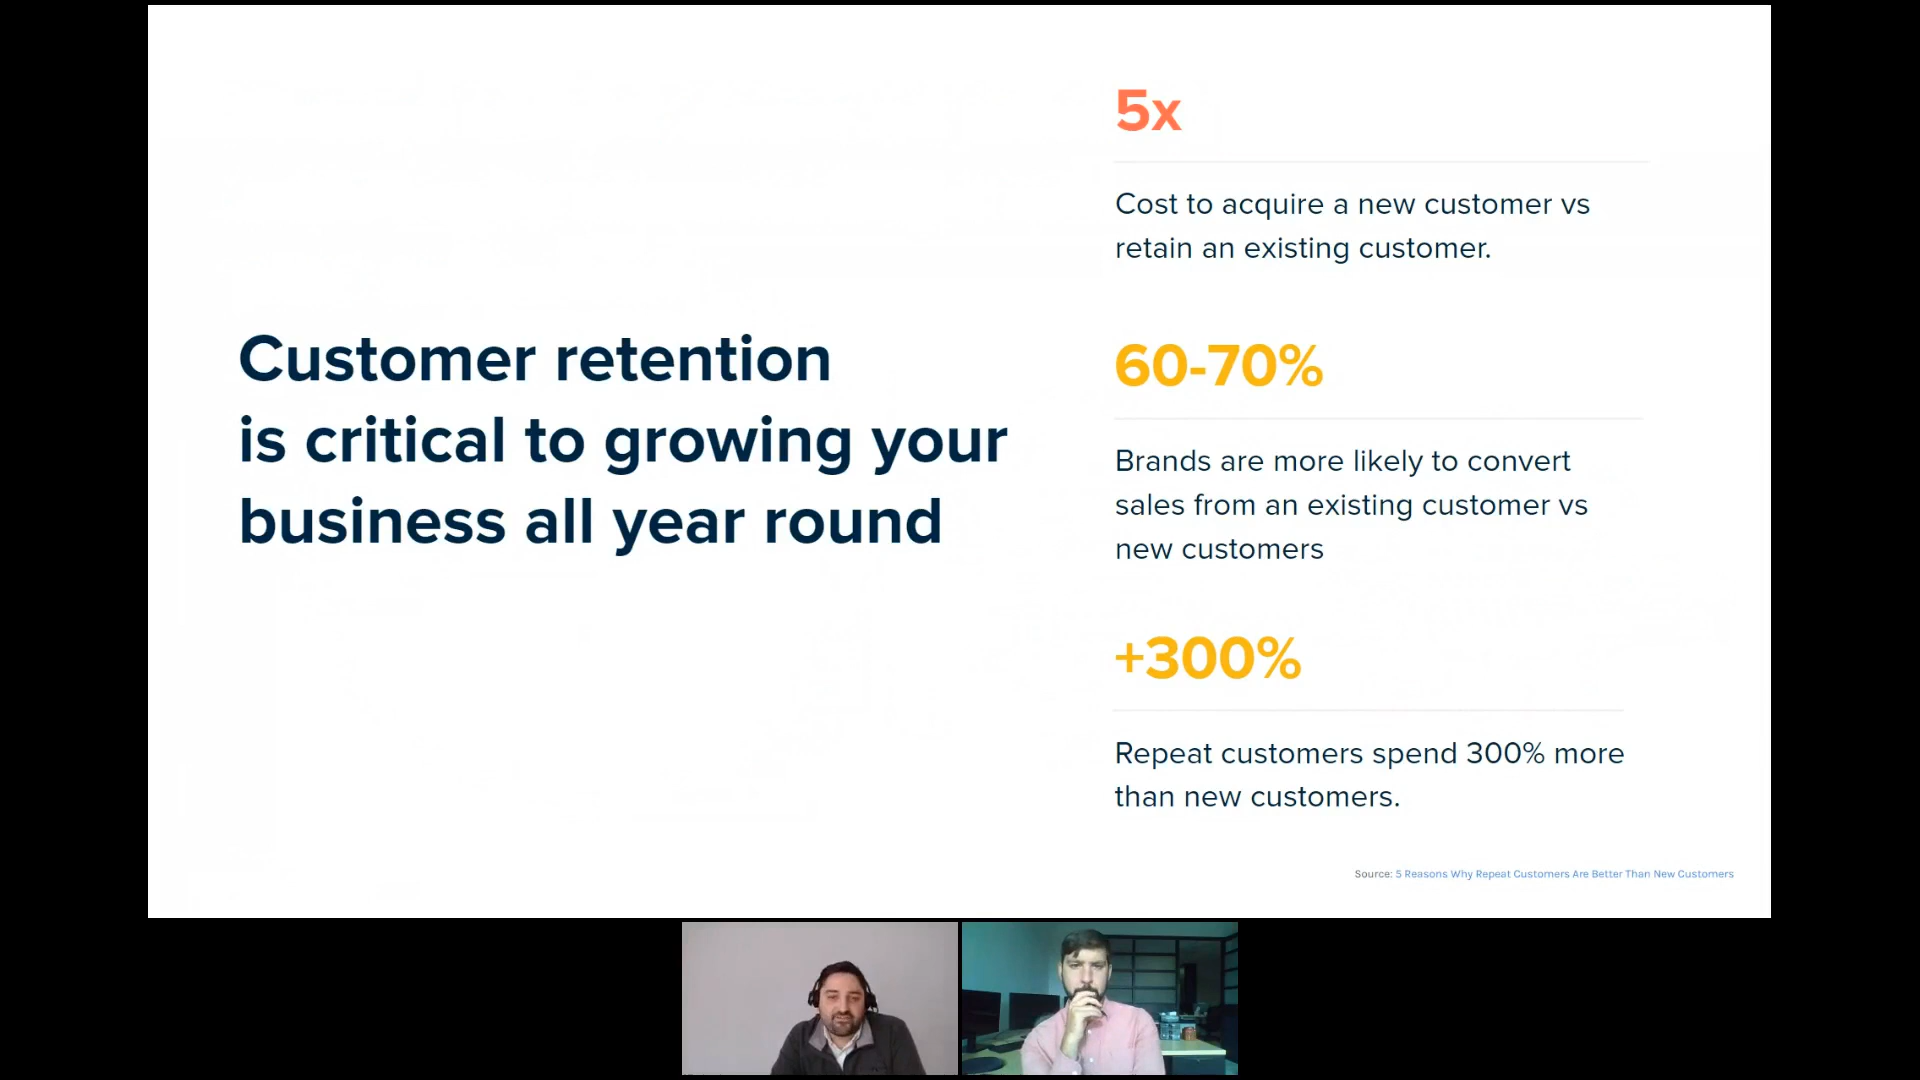 Customer retention
is critical to growing your
business all year round
5x
Cost to acquire a new customer vs
retain an existing customer.
60-70%
Brands are more likely to convert
sales from an existing customer vs
new customers
+300%
Repeat customers spend 300% more
than new customers.
Source: 5 Reasons Why Repeat Customers Are Better Than New Customers